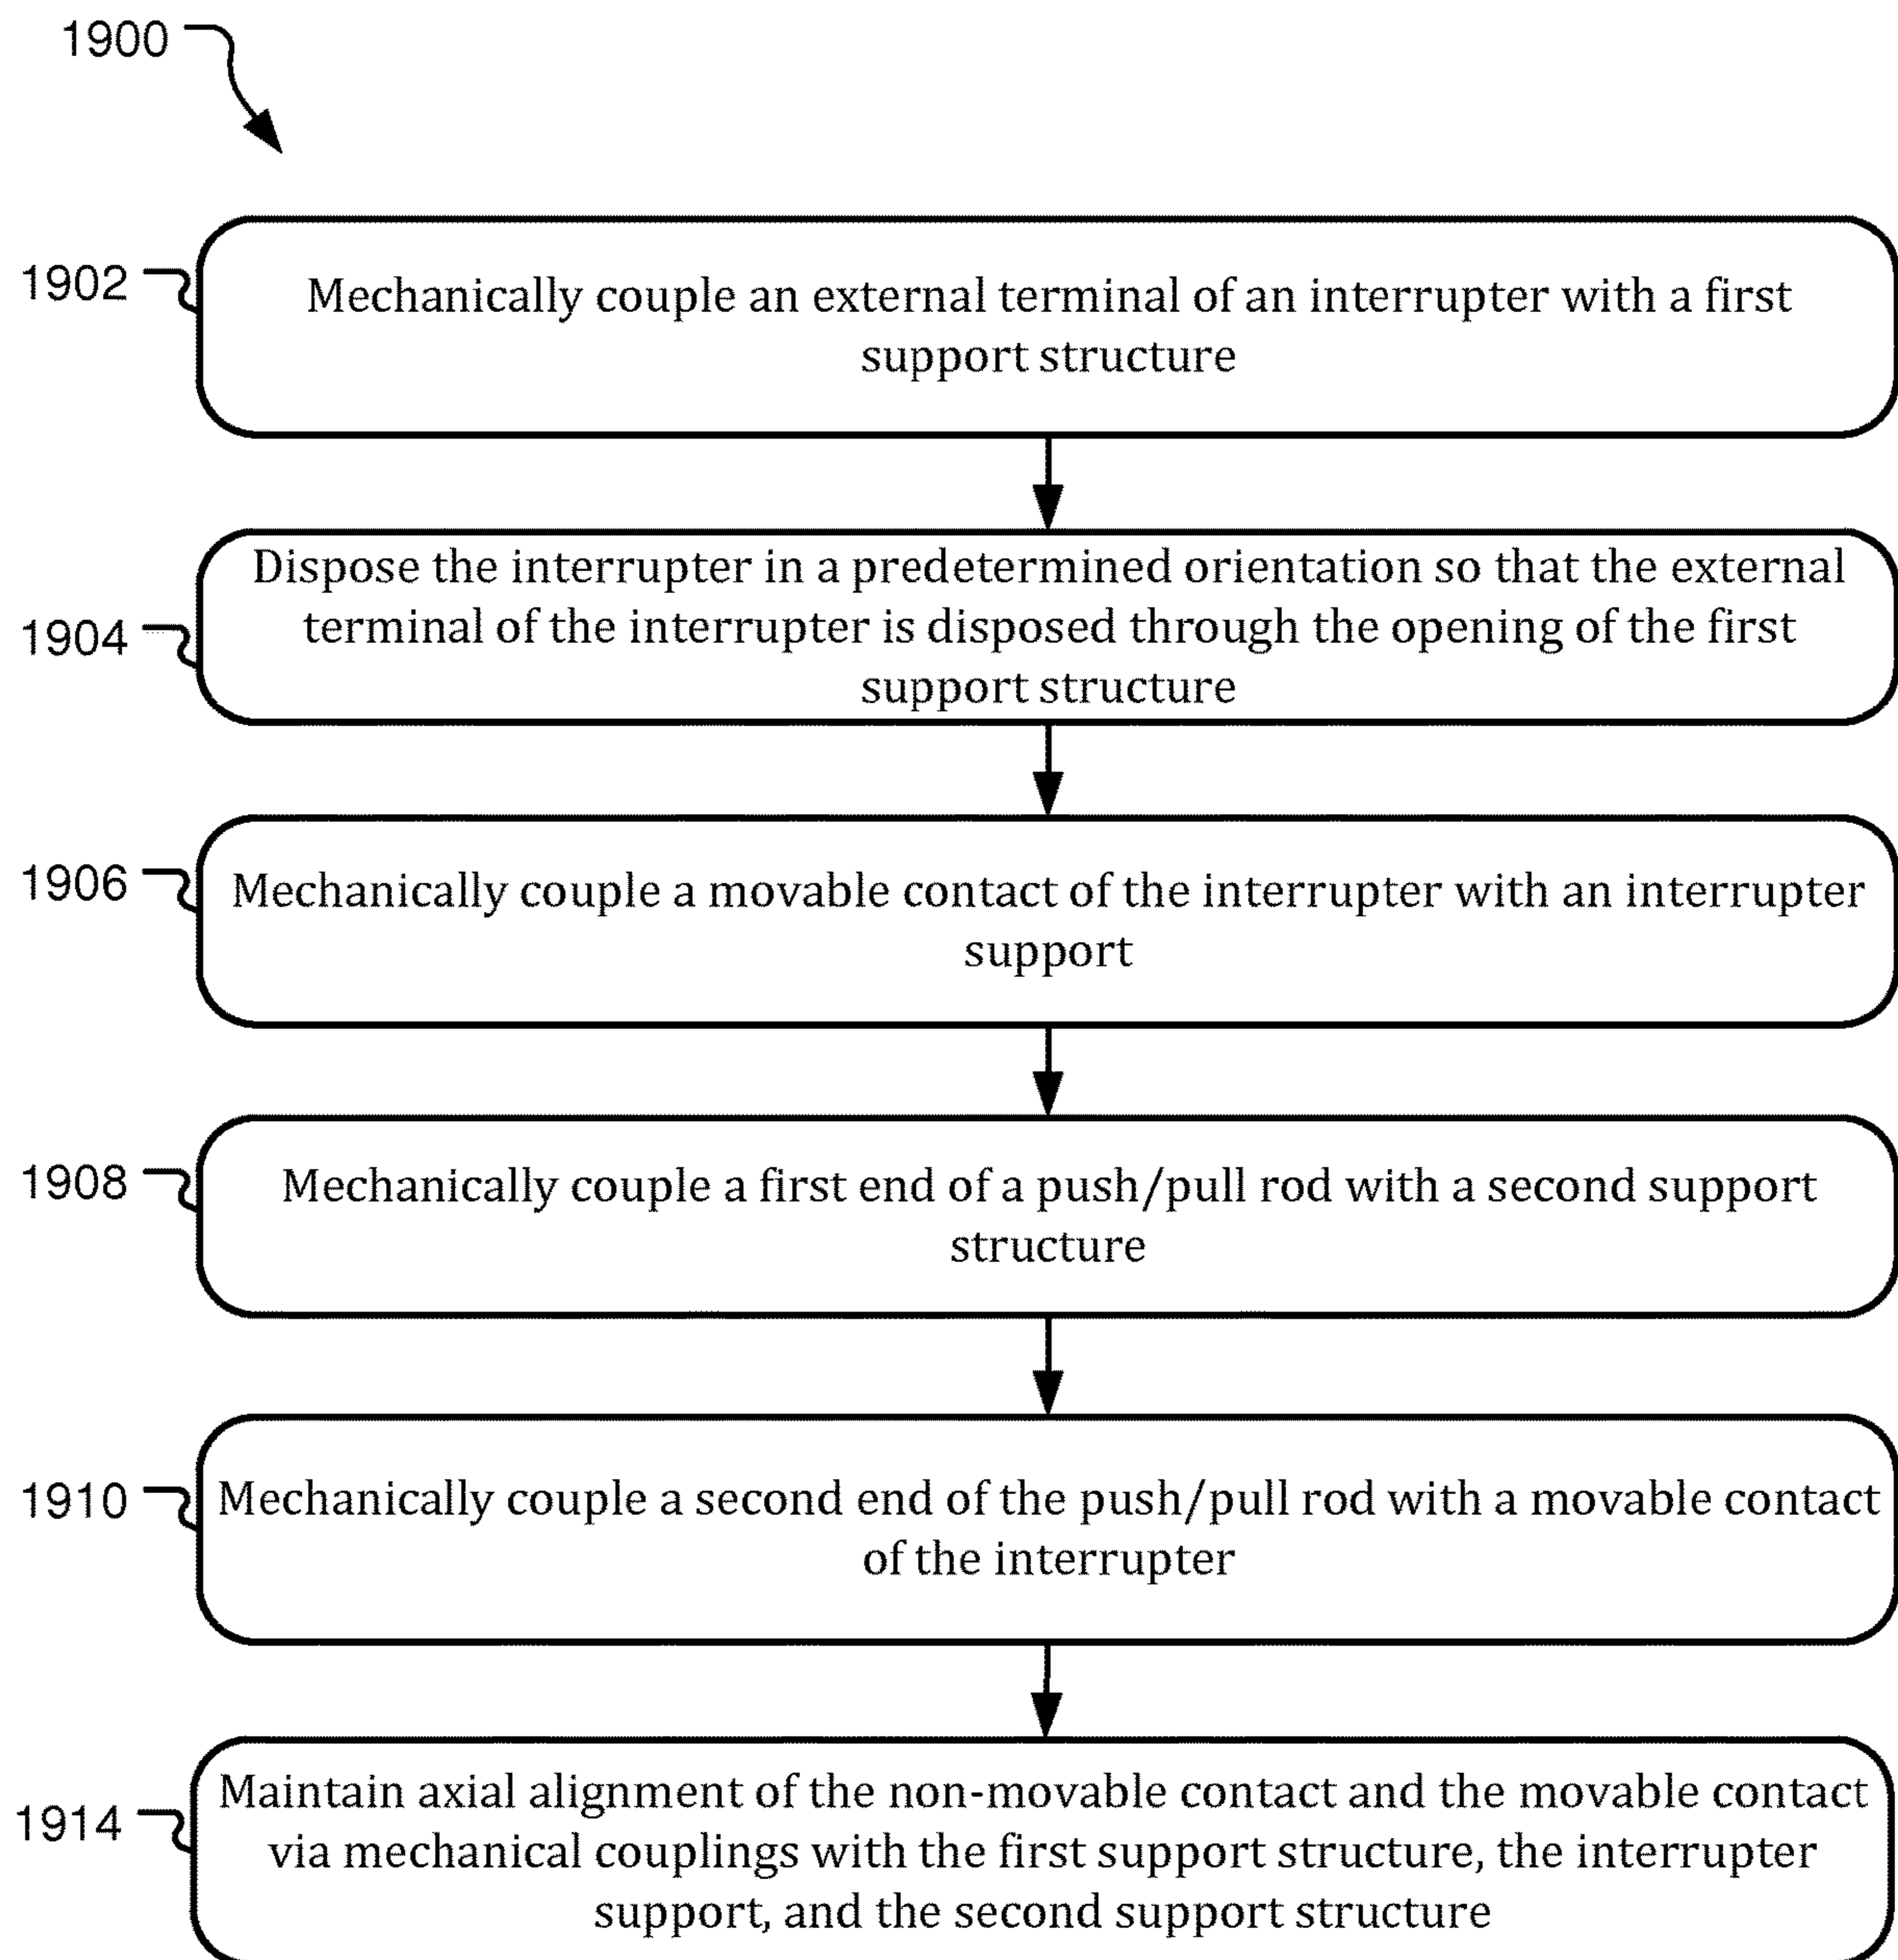 1900
1902
Mechanically couple an external terminal of an interrupter with a first
support structure
1904
Dispose the interrupter in a predetermined orientation so that the external
terminal of the interrupter is disposed through the opening of the first
support structure
1906
Mechanically couple a movable contact of the interrupter with an interrupter
support
1908
Mechanically couple a first end of a push/pull rod with a second support
structure
1910
Mechanically couple a second end of the push/pull rod with a movable contact
of the interrupter
1914
Maintain axial alignment of the non-movable contact and the movable contact
via mechanical couplings with the first support structure, the interrupter
support, and the second support structure